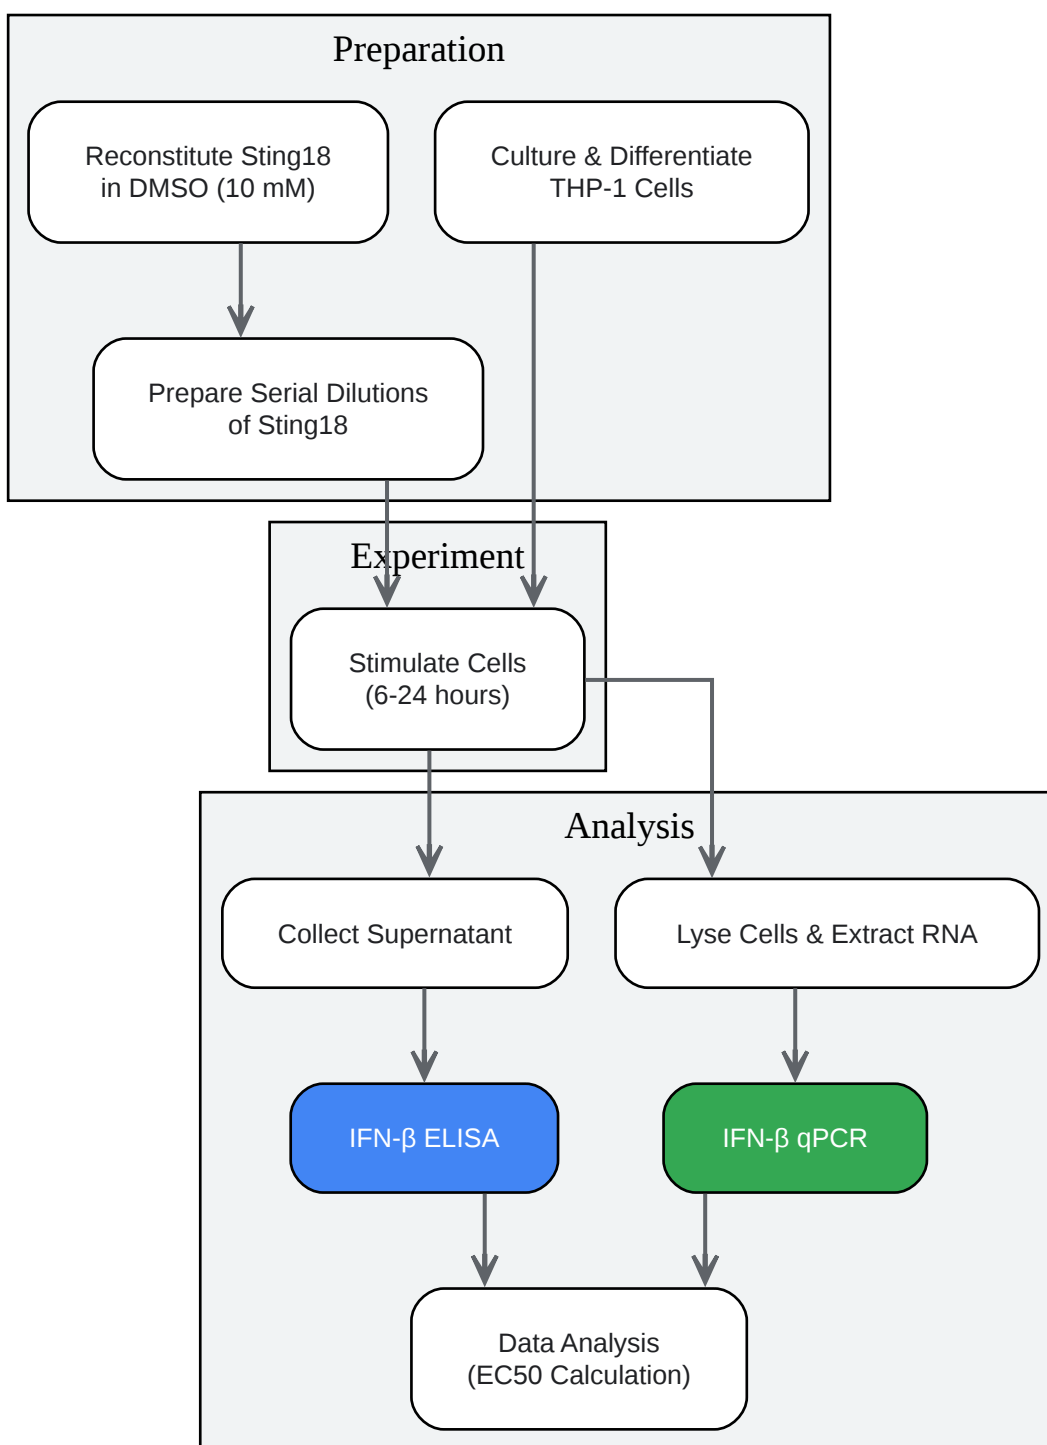 Preparation
Reconstitute Sting18
in DMSO (10 mM)
Culture & Differentiate
THP-1 Cells
Prepare Serial Dilutions
of Sting18
Experiment
Stimulate Cells
(6-24 hours)
Analysis
Collect Supernatant
Lyse Cells & Extract RNA
IFN-β ELISA
IFN-β qPCR
Data Analysis
(EC50 Calculation)